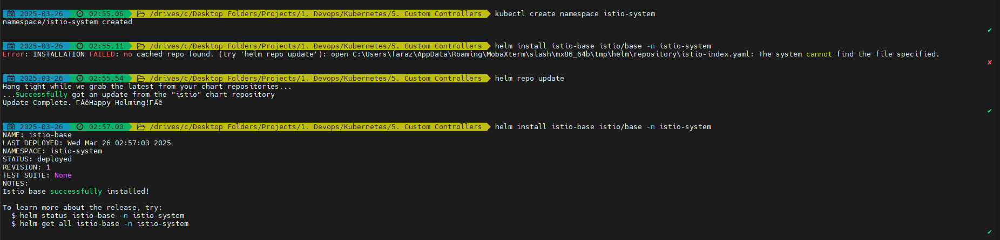 2025-03-26 02:55.06 /drives/c/Desktop Folders/Projects/1. Devops/Kubernetes/5. Custom Controllers kubectl create namespace istio-system
namespace/istio-system created
✔
2025-03-26 02:55.11 /drives/c/Desktop Folders/Projects/1. Devops/Kubernetes/5. Custom Controllers helm install istio-base istio/base -n istio-system
Error: INSTALLATION FAILED: no cached repo found. (try 'helm repo update'): open C:\Users\faraz\AppData\Roaming\MobaXterm\slash\mx86_64b\tmp\helm\repository\istio-index.yaml: The system cannot find the file specified.
✘
2025-03-26 02:55.54 /drives/c/Desktop Folders/Projects/1. Devops/Kubernetes/5. Custom Controllers helm repo update
Hang tight while we grab the latest from your chart repositories...
...Successfully got an update from the "istio" chart repository
Update Complete. ΓÄêHappy Helming!ΓÄê
✔
2025-03-26 02:57.00 /drives/c/Desktop Folders/Projects/1. Devops/Kubernetes/5. Custom Controllers helm install istio-base istio/base -n istio-system
NAME: istio-base
LAST DEPLOYED: Wed Mar 26 02:57:03 2025
NAMESPACE: istio-system
STATUS: deployed
REVISION: 1
TEST SUITE: None
NOTES:
Istio base successfully installed!
To learn more about the release, try:
$ helm status istio-base -n istio-system
$ helm get all istio-base -n istio-system
✔